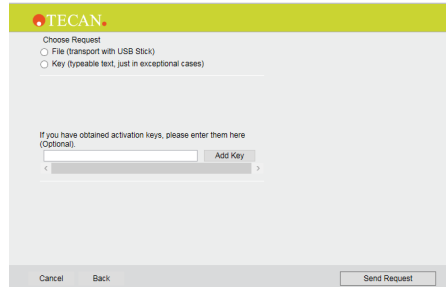 TECAN.
Choose Request
File (transport with USB Stick)
Key (typeable text, just in exceptional cases)
If you have obtained activation keys, please enter them here
(Optional).
Add Key
Cancel Back Send Request